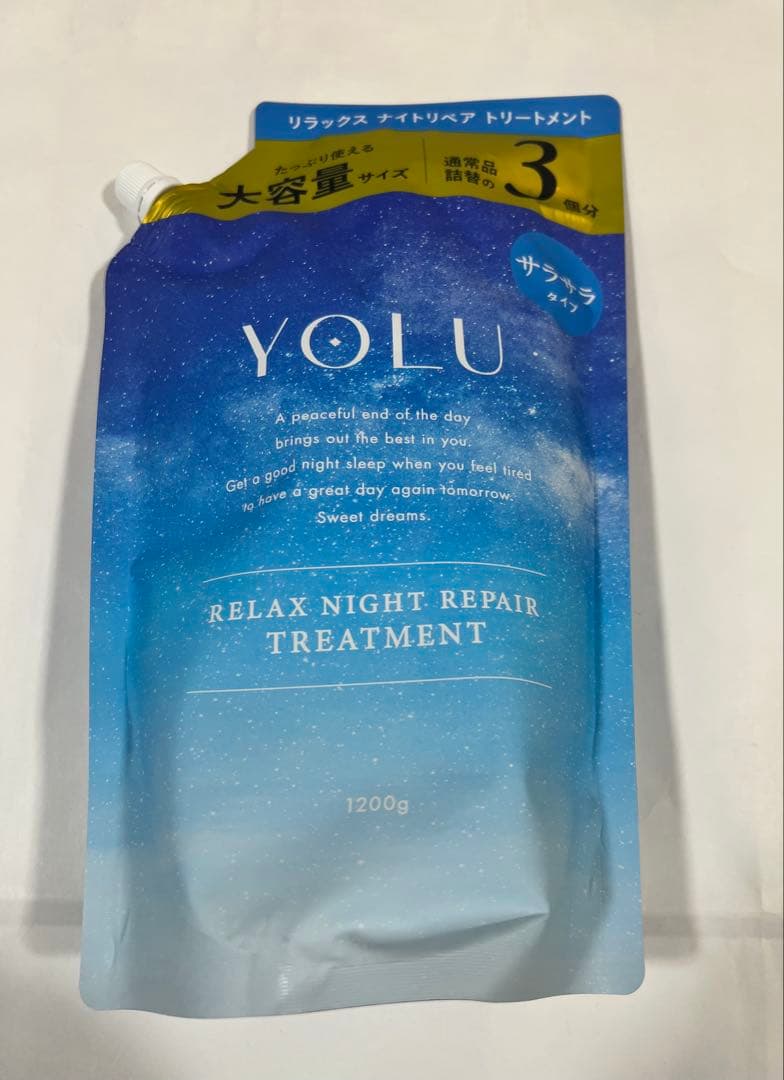 リラックス ナイトリペア トリートメント
たっぷり使える
大容量サイズ
通常品
詰替の
3個分
サラサラ
タイプ
YOLU
A peaceful end of the day
brings out the best in you.
Get a good night sleep when you feel tired
to have a great day again tomorrow.
Sweet dreams.
RELAX NIGHT REPAIR
TREATMENT
1200g